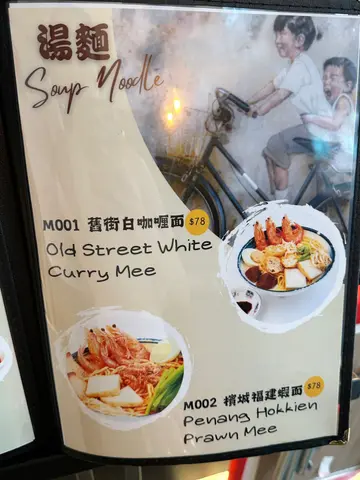 湯麵
Soup Noodle
M001 舊街白咖喱面 $78
Old Street White
Curry Mee
M002 檳城福建蝦面 $78
Penang Hokkien
Prawn Mee